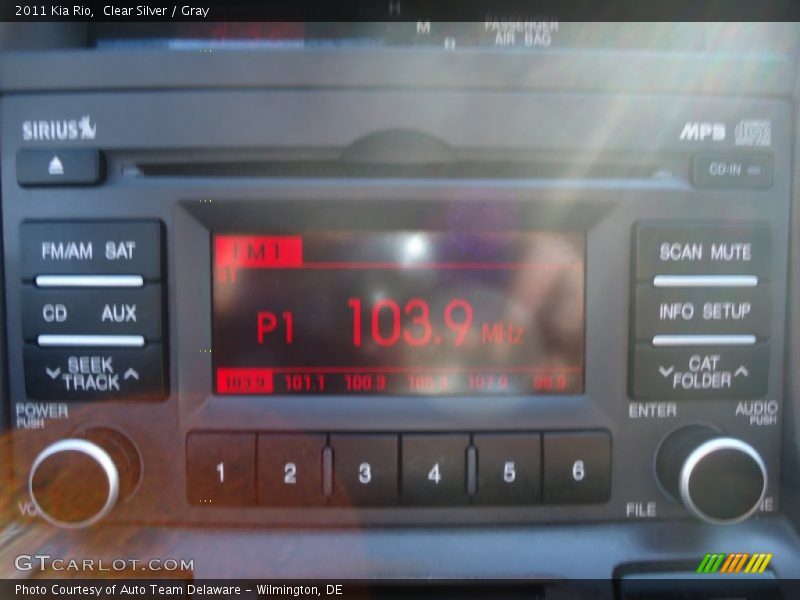 2011 Kia Rio,  Clear Silver / Gray
M
PASSENGER
R
AIR BAG
SIRIUS
MP3
CD-IN
FM/AM SAT
FM1
SCAN MUTE
ST
CD AUX
P1 103.9 MHz
INFO SETUP
SEEK
TRACK
CAT
FOLDER
103.9 101.1 100.3
POWER
PUSH
ENTER
AUDIO
PUSH
1 2 3 4 5 6
FILE
GTCARLOT.COM
Photo Courtesy of Auto Team Delaware - Wilmington, DE